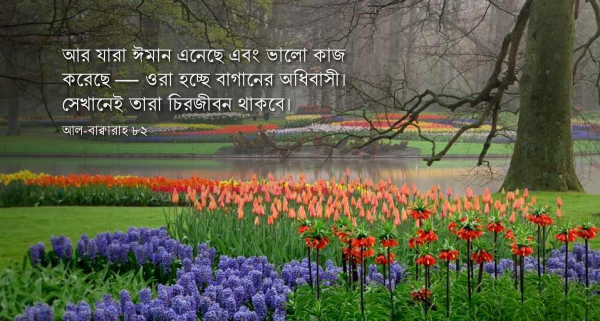 আর যারা ঈমান এনেছে এবং ভালো কাজ
করেছে — ওরা হচ্ছে বাগানের অধিবাসী।
সেখানেই তারা চিরজীবন থাকবে।
আল-বাক্বারাহ ৮২